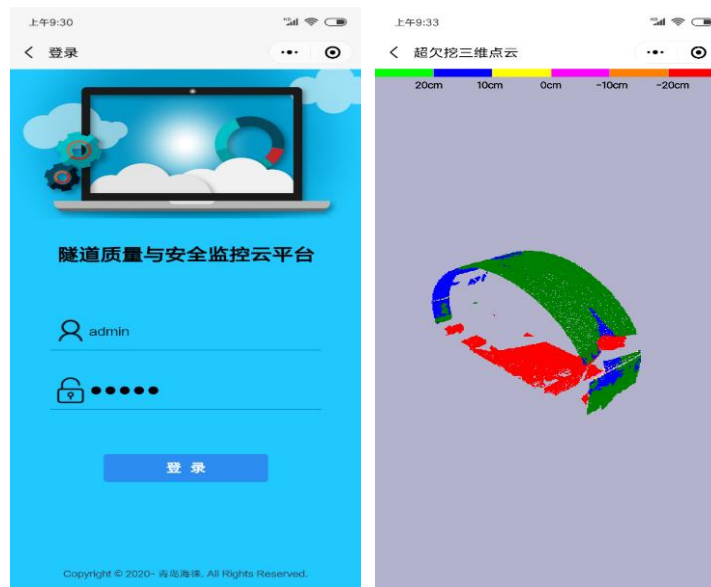 上午9:30
登录
隧道质量与安全监控云平台
admin
登 录
Copyright © 2020- 青岛海徕. All Rights Reserved.
上午9:33
超欠挖三维点云
20cm 10cm 0cm -10cm -20cm